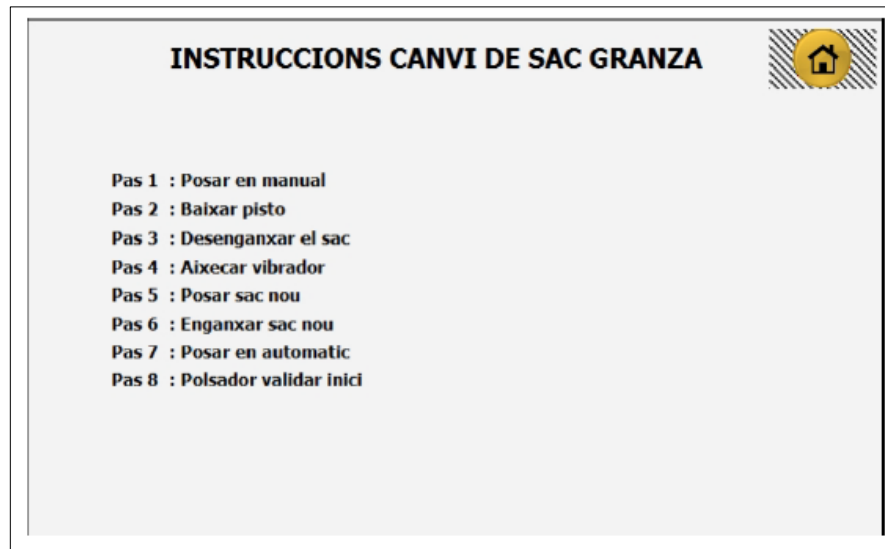 INSTRUCCIONS CANVI DE SAC GRANZA
Pas 1 : Posar en manual
Pas 2 : Baixar pisto
Pas 3 : Desenganxar el sac
Pas 4 : Aixecar vibrador
Pas 5 : Posar sac nou
Pas 6 : Enganxar sac nou
Pas 7 : Posar en automatic
Pas 8 : Polsador validar inici